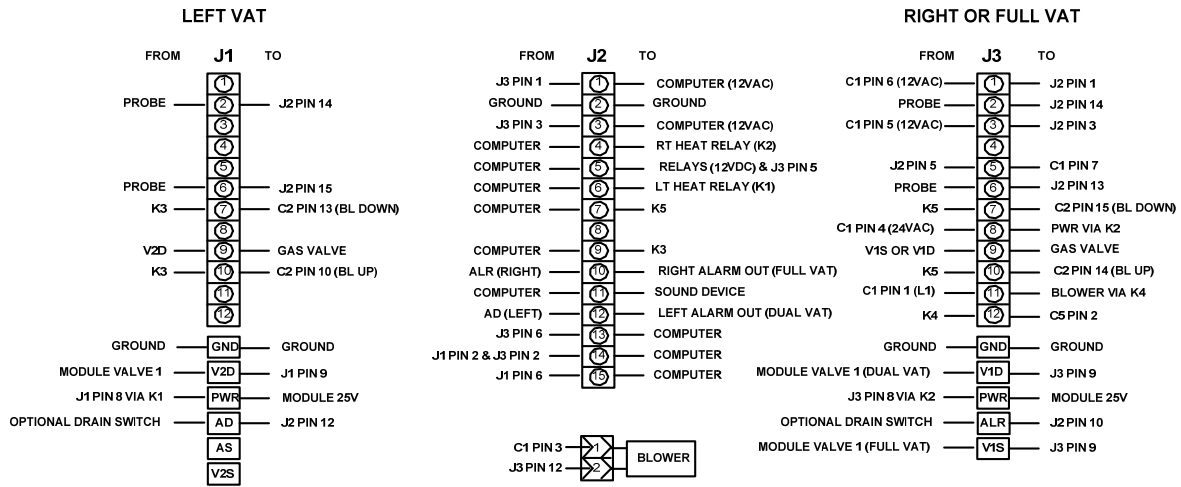 LEFT VAT
FROM J1 TO
1
PROBE 2 J2 PIN 14
3
4
5
PROBE 6 J2 PIN 15
K3 7 C2 PIN 13 (BL DOWN)
8
V2D 9 GAS VALVE
K3 10 C2 PIN 10 (BL UP)
11
12
GROUND GND GROUND
MODULE VALVE 1 V2D J1 PIN 9
J1 PIN 8 VIA K1 PWR MODULE 25V
OPTIONAL DRAIN SWITCH AD J2 PIN 12
AS
V2S
FROM J2 TO
J3 PIN 1 1 COMPUTER (12VAC)
GROUND 2 GROUND
J3 PIN 3 3 COMPUTER (12VAC)
COMPUTER 4 RT HEAT RELAY (K2)
COMPUTER 5 RELAYS (12VDC) & J3 PIN 5
COMPUTER 6 LT HEAT RELAY (K1)
COMPUTER 7 K5
8
COMPUTER 9 K3
ALR (RIGHT) 10 RIGHT ALARM OUT (FULL VAT)
COMPUTER 11 SOUND DEVICE
AD (LEFT) 12 LEFT ALARM OUT (DUAL VAT)
J3 PIN 6 13 COMPUTER
J1 PIN 2 & J3 PIN 2 14 COMPUTER
J1 PIN 6 15 COMPUTER
C1 PIN 3 1
J3 PIN 12 2
BLOWER
RIGHT OR FULL VAT
FROM J3 TO
C1 PIN 6 (12VAC) 1 J2 PIN 1
PROBE 2 J2 PIN 14
C1 PIN 5 (12VAC) 3 J2 PIN 3
4
J2 PIN 5 5 C1 PIN 7
PROBE 6 J2 PIN 13
K5 7 C2 PIN 15 (BL DOWN)
C1 PIN 4 (24VAC) 8 PWR VIA K2
V1S OR V1D 9 GAS VALVE
K5 10 C2 PIN 14 (BL UP)
C1 PIN 1 (L1) 11 BLOWER VIA K4
K4 12 C5 PIN 2
GROUND GND GROUND
MODULE VALVE 1 (DUAL VAT) V1D J3 PIN 9
J3 PIN 8 VIA K2 PWR MODULE 25V
OPTIONAL DRAIN SWITCH ALR J2 PIN 10
MODULE VALVE 1 (FULL VAT) V1S J3 PIN 9